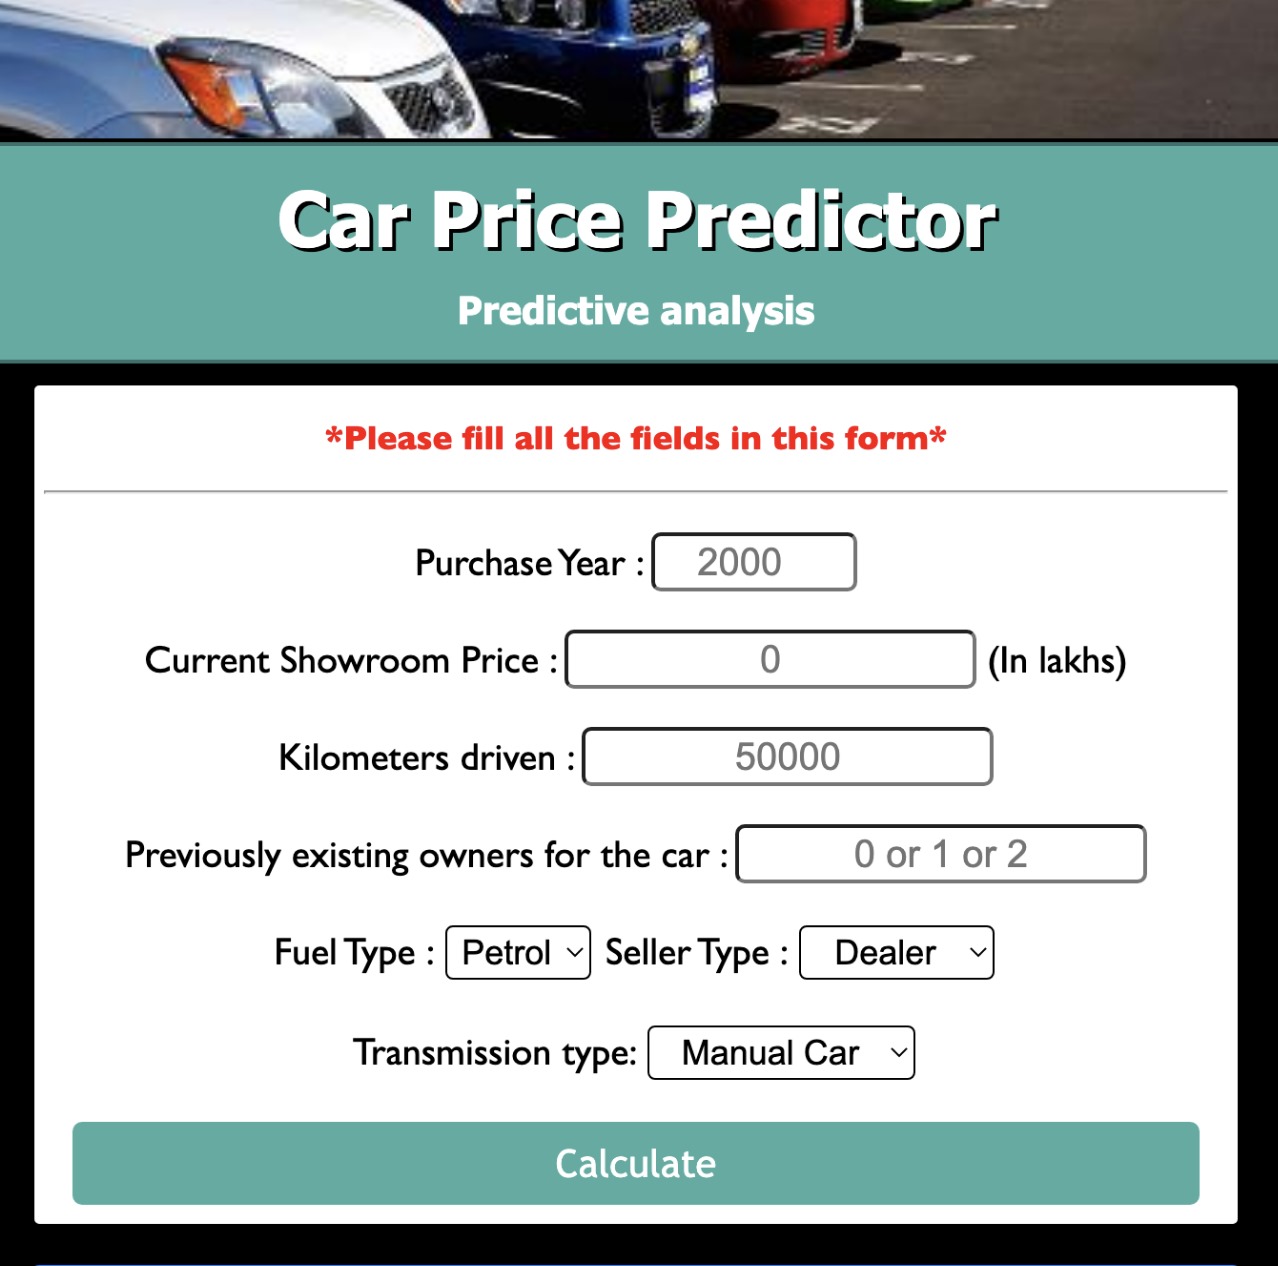 Car Price Predictor
Predictive analysis
*Please fill all the fields in this form*
Purchase Year : 2000
Current Showroom Price : 0 (In lakhs)
Kilometers driven : 50000
Previously existing owners for the car : 0 or 1 or 2
Fuel Type : Petrol Seller Type : Dealer
Transmission type: Manual Car
Calculate